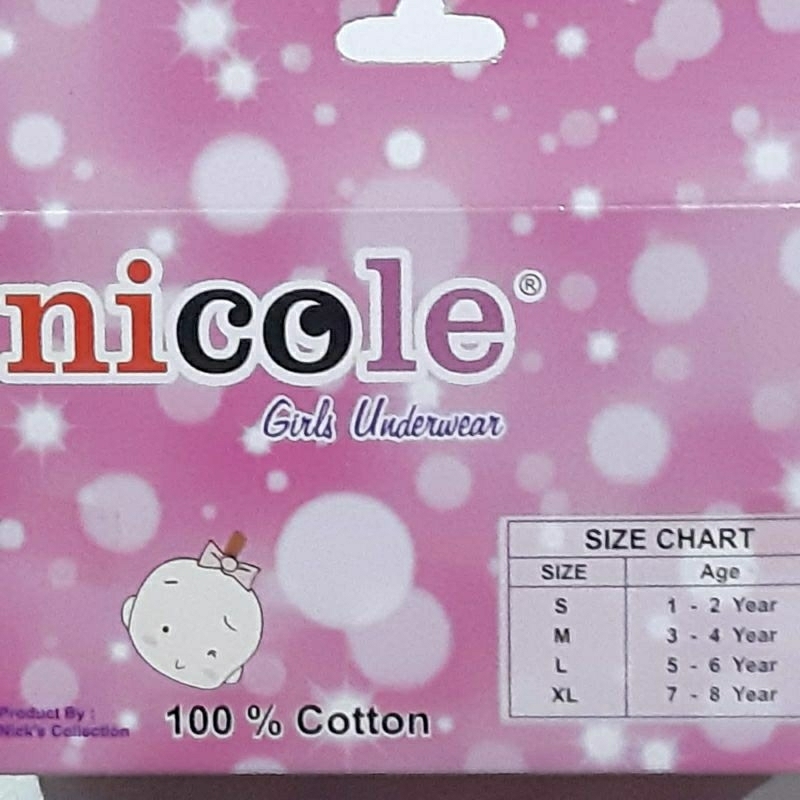 nicole®
Girls Underwear
SIZE CHART
SIZE Age
S 1 - 2 Year
M 3 - 4 Year
L 5 - 6 Year
XL 7 - 8 Year
Product By :
Nick's Collection
100 % Cotton